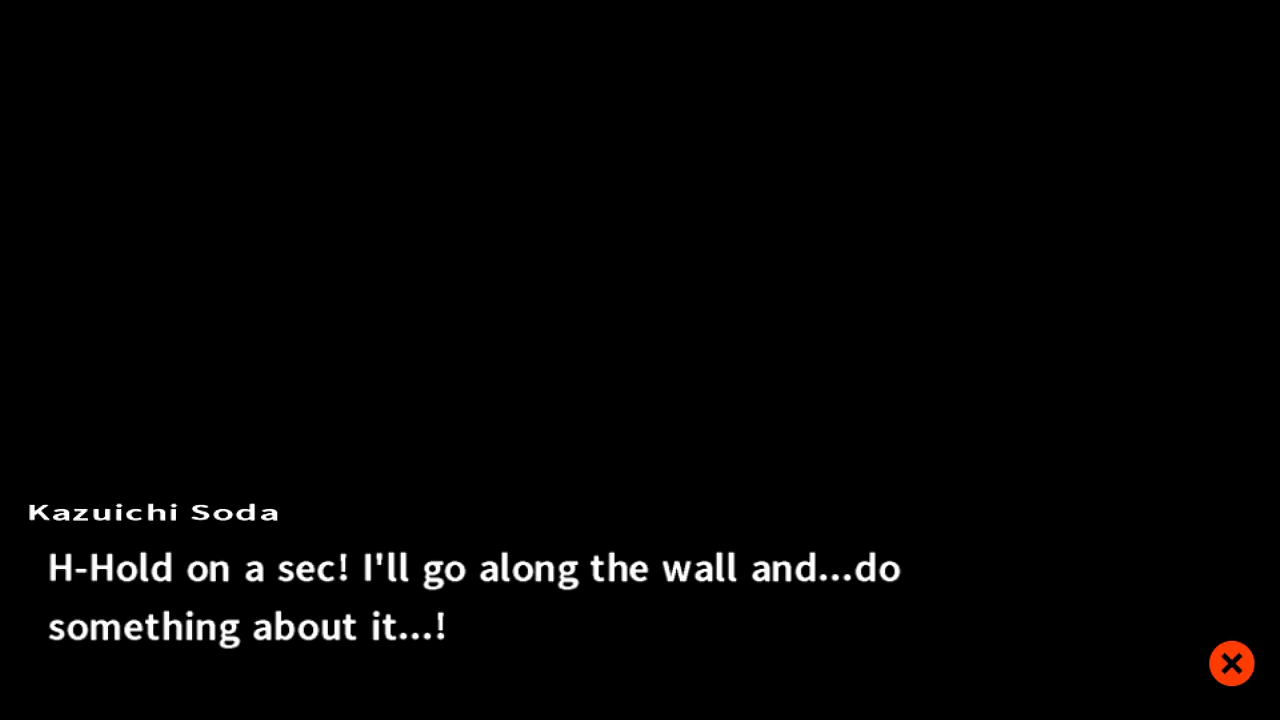 Kazuichi Soda
H-Hold on a sec! I'll go along the wall and...do
something about it...!